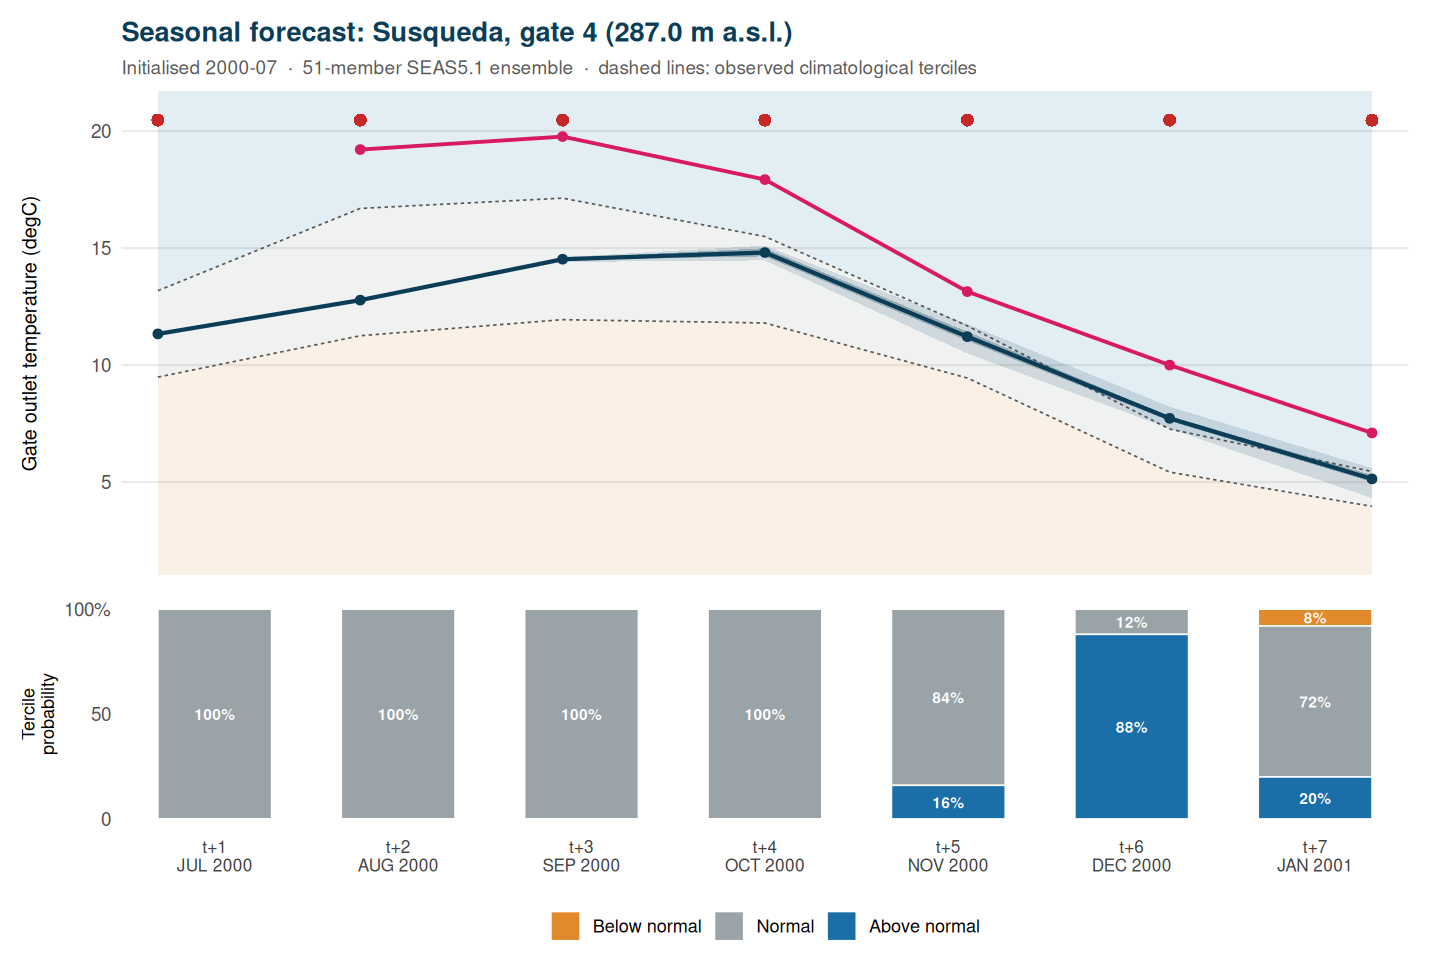 Seasonal forecast: Susqueda, gate 4 (287.0 m a.s.l.)
Initialised 2000-07 · 51-member SEAS5.1 ensemble · dashed lines: observed climatological terciles
Gate outlet temperature (degC)
20
15
10
5
Tercile
probability
100%
50
0
100%
100%
100%
100%
84%
16%
12%
88%
8%
72%
20%
t+1
JUL 2000
t+2
AUG 2000
t+3
SEP 2000
t+4
OCT 2000
t+5
NOV 2000
t+6
DEC 2000
t+7
JAN 2001
Below normal
Normal
Above normal